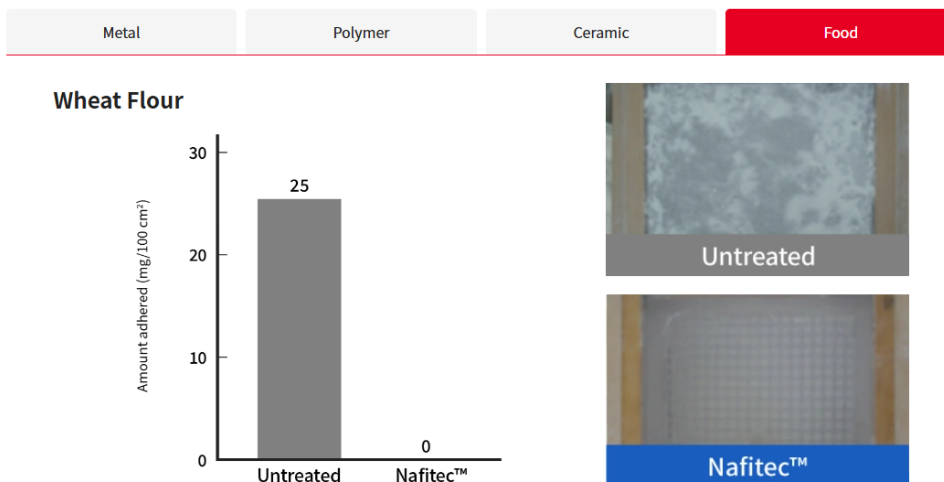 Metal
Polymer
Ceramic
Food
Wheat Flour
Amount adhered (mg/100 cm²)
30
20
10
0
25
0
Untreated
Nafitec™
Untreated
Nafitec™